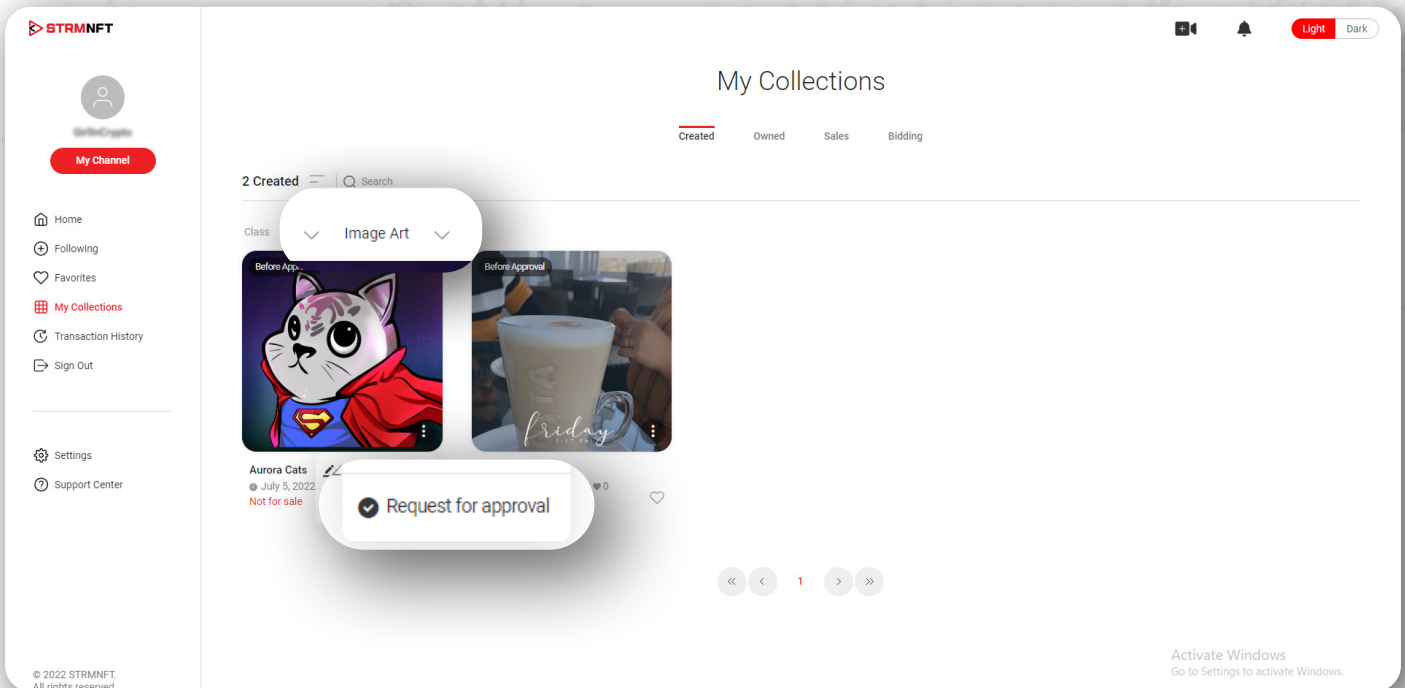 STRMNFT
Light Dark
My Channel
Home
Following
Favorites
My Collections
Transaction History
Sign Out
Settings
Support Center
© 2022 STRMNFT.
All rights reserved
My Collections
Created Owned Sales Bidding
2 Created Search
Class Image Art
Before
Before Approval
friday
Aurora Cats
July 5, 2022
Not for sale
0
Request for approval
« ‹ 1 › »
Activate Windows
Go to Settings to activate Windows.